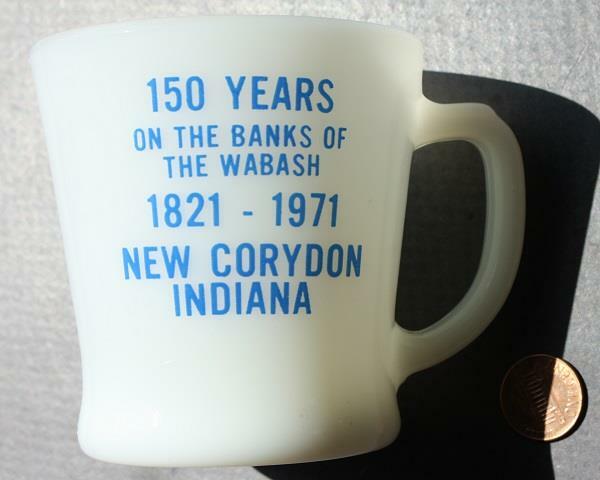 150 YEARS
ON THE BANKS OF
THE WABASH
1821 - 1971
NEW CORYDON
INDIANA